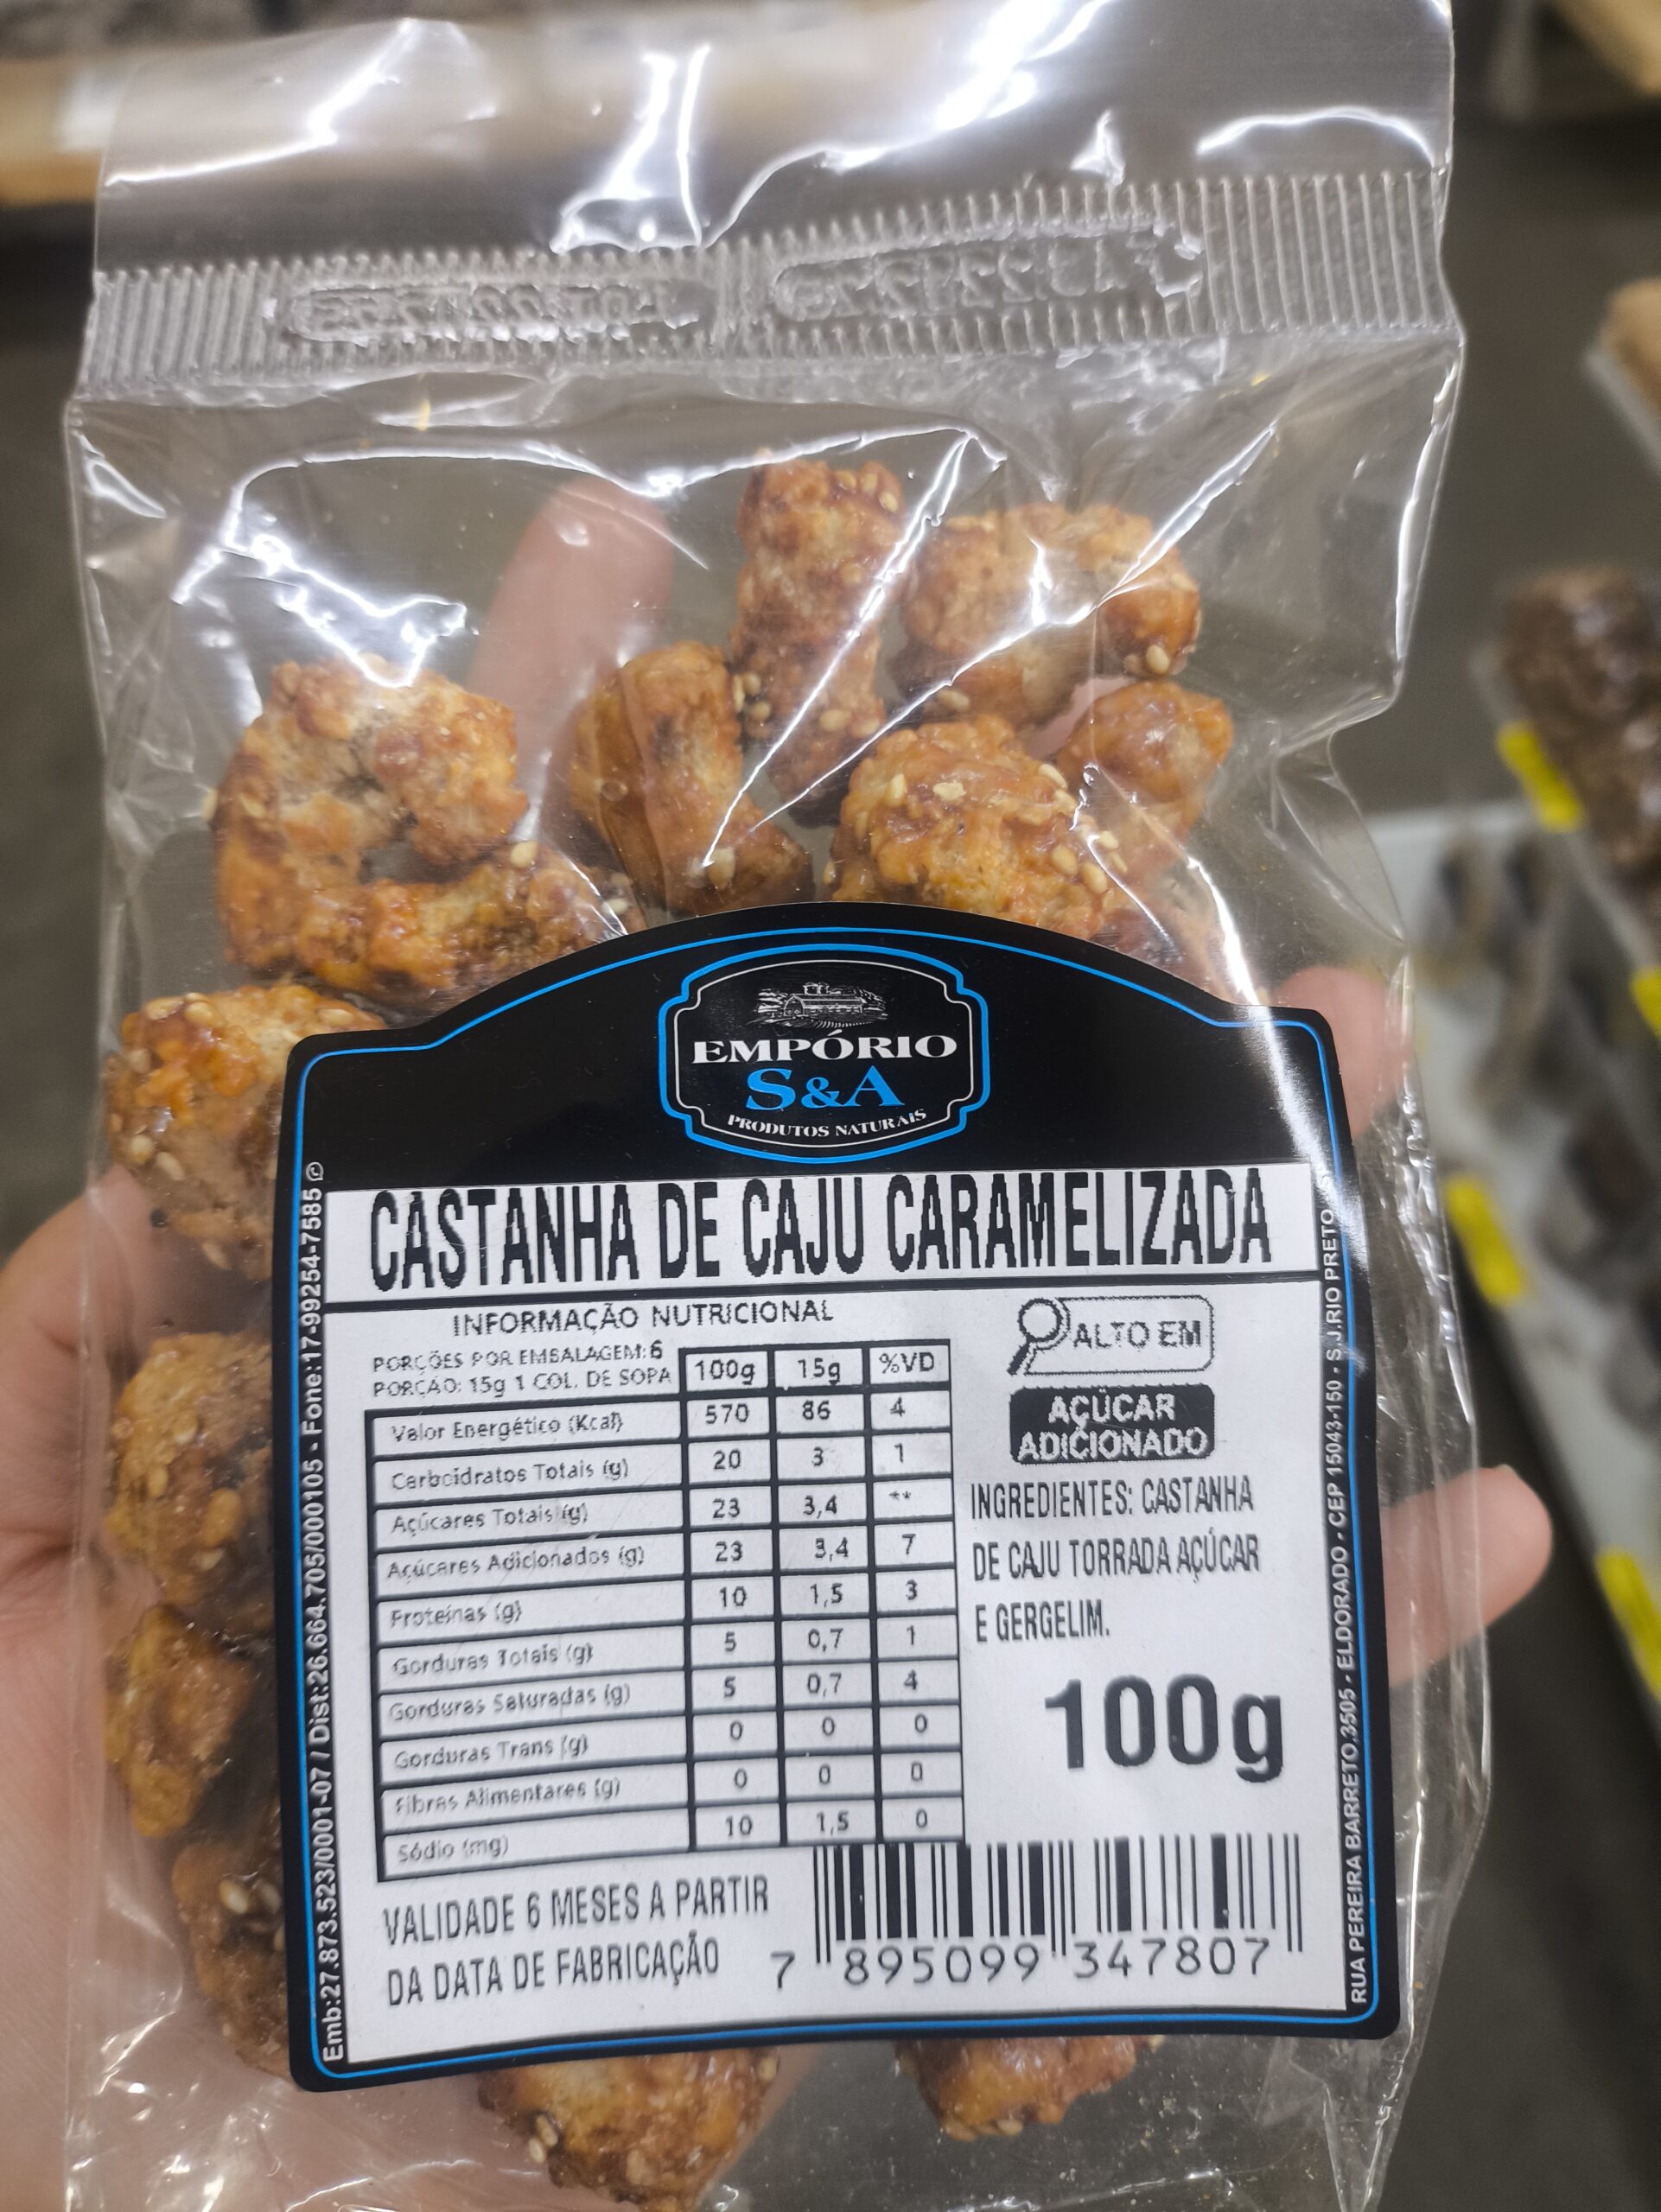 EMPÓRIO
S&A
PRODUTOS NATURAIS
CASTANHA DE CAJU CARAMELIZADA
INFORMAÇÃO NUTRICIONAL
PORÇÕES POR EMBALAGEM: 6
PORÇÃO: 15g 1 COL. DE SOPA 100g 15g %VD
Valor Energético (Kcal) 570 86 4
Carboidratos Totais (g) 20 3 1
Açúcares Totais (g) 23 3,4 **
Açúcares Adicionados (g) 23 3,4 7
Proteínas (g) 10 1,5 3
Gorduras Totais (g) 5 0,7 1
Gorduras Saturadas (g) 5 0,7 4
Gorduras Trans (g) 0 0 0
Fibras Alimentares (g) 0 0 0
Sódio (mg) 10 1,5 0
VALIDADE 6 MESES A PARTIR
DA DATA DE FABRICAÇÃO
ALTO EM
AÇÚCAR
ADICIONADO
INGREDIENTES: CASTANHA
DE CAJU TORRADA AÇÚCAR
E GERGELIM.
100g
7 895099 347807
Emb:27.873.523/0001-07 / Dist:26.664.705/000105 - Fone:17-99254-7585 ©
RUA PEREIRA BARRETO,3505 - ELDORADO - CEP 15043-150 - S.J.RIO PRETO